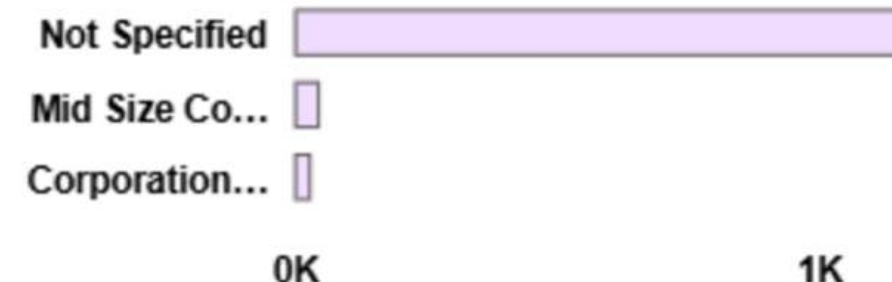 Not Specified
Mid Size Co...
Corporation...
0K 1K